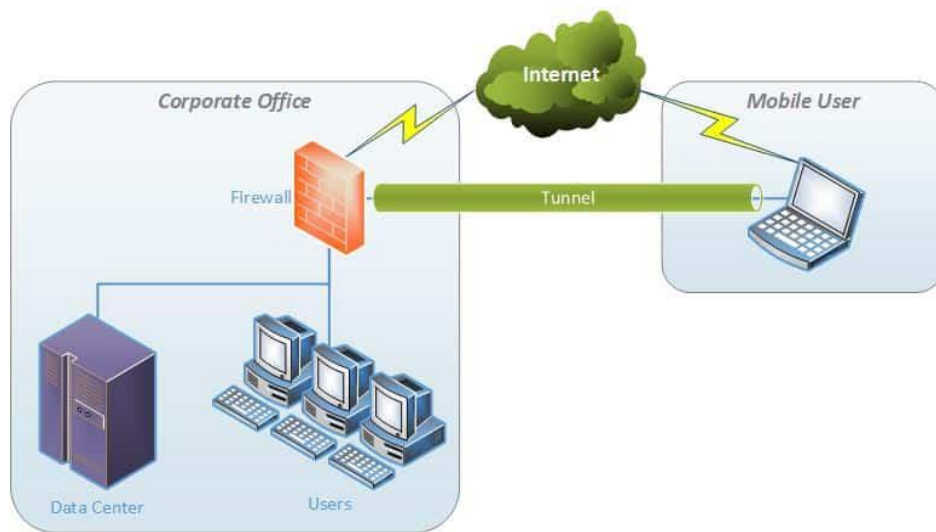 Internet
Corporate Office
Mobile User
Firewall
Tunnel
Data Center
Users